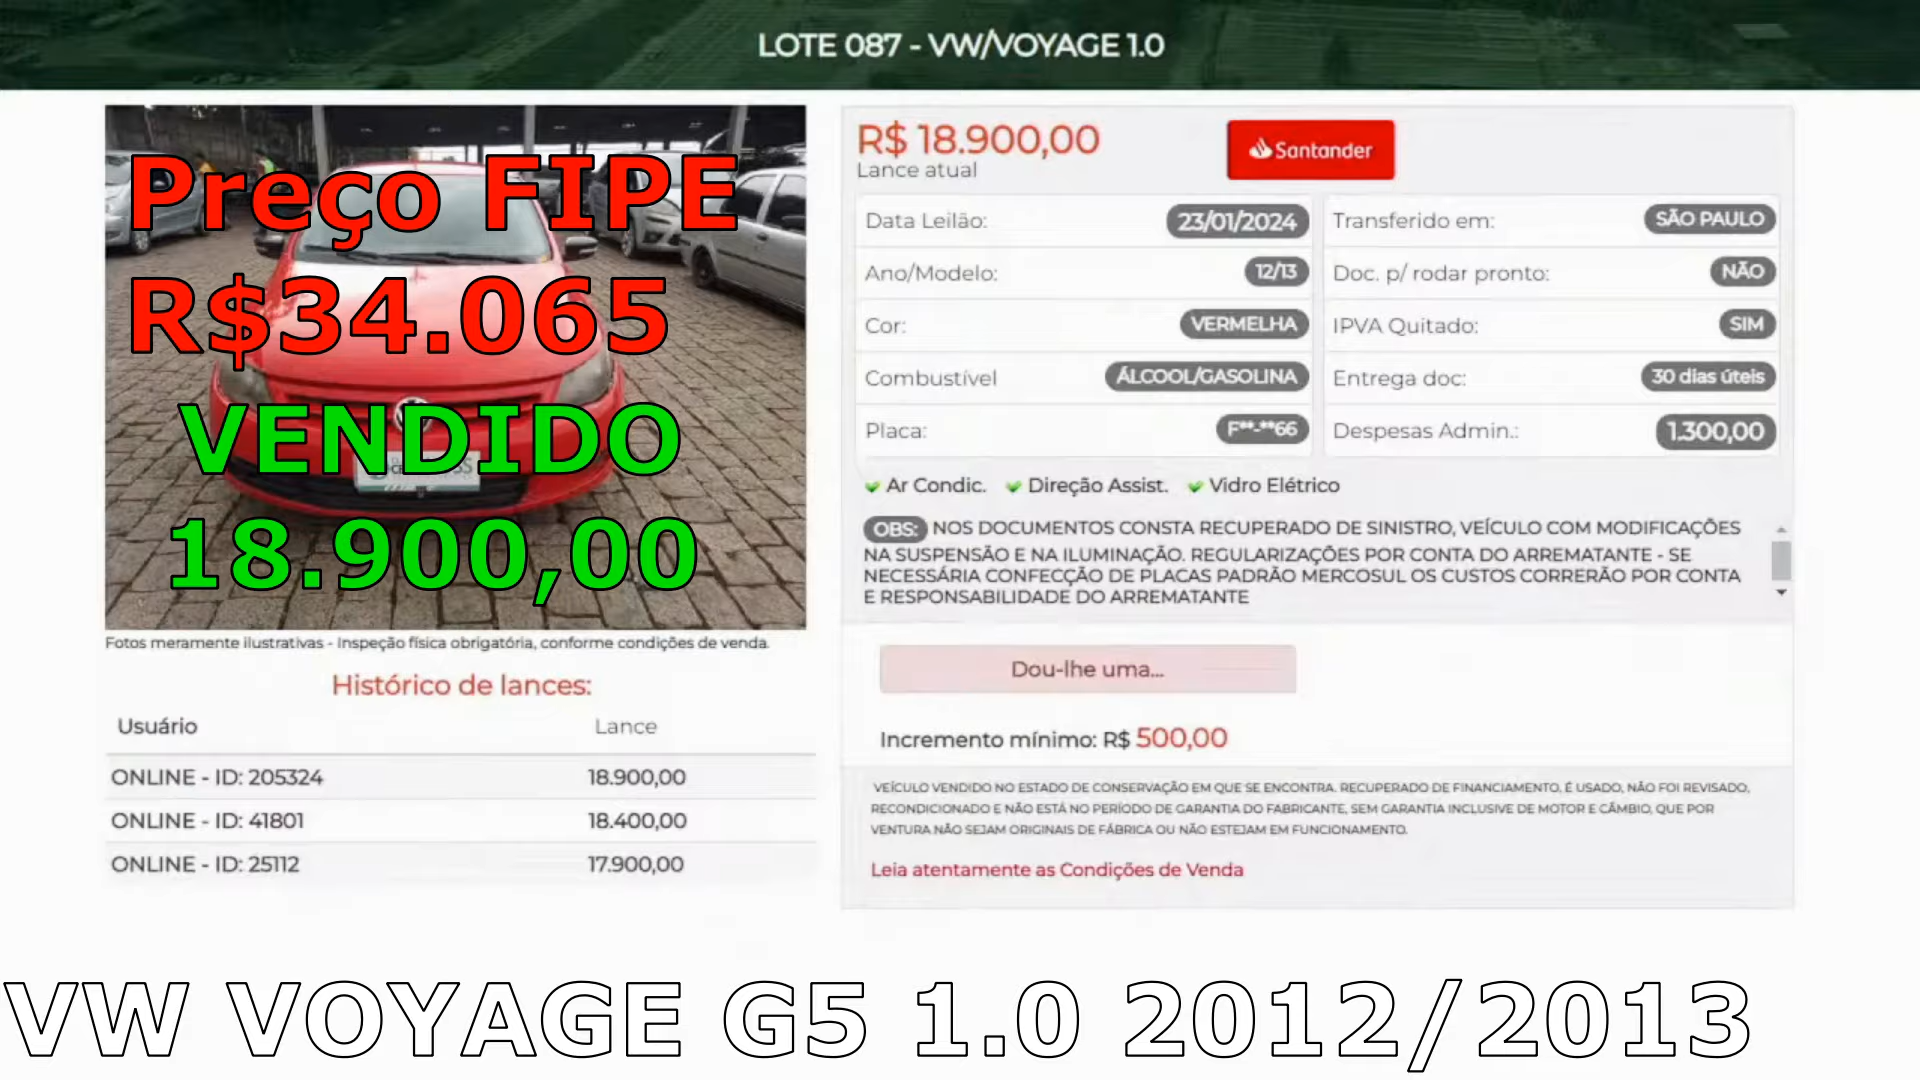 LOTE 087 - VW/VOYAGE 1.0
Preço FIPE
R$34.065
VENDIDO
18.900,00
Fotos meramente ilustrativas - Inspeção física obrigatória, conforme condições de venda.
Histórico de lances:
Usuário Lance
ONLINE - ID: 205324 18.900,00
ONLINE - ID: 41801 18.400,00
ONLINE - ID: 25112 17.900,00
R$ 18.900,00
Lance atual
Santander
Data Leilão: 23/01/2024
Ano/Modelo: 12/13
Cor: VERMELHA
Combustível ÁLCOOL/GASOLINA
Placa: F**-**66
Transferido em: SÃO PAULO
Doc. p/ rodar pronto: NÃO
IPVA Quitado: SIM
Entrega doc: 30 dias úteis
Despesas Admin.: 1.300,00
Ar Condic. Direção Assist. Vidro Elétrico
OBS: NOS DOCUMENTOS CONSTA RECUPERADO DE SINISTRO, VEÍCULO COM MODIFICAÇÕES
NA SUSPENSÃO E NA ILUMINAÇÃO. REGULARIZAÇÕES POR CONTA DO ARREMATANTE - SE
NECESSÁRIA CONFECÇÃO DE PLACAS PADRÃO MERCOSUL OS CUSTOS CORRERÃO POR CONTA
E RESPONSABILIDADE DO ARREMATANTE
Dou-lhe uma...
Incremento mínimo: R$ 500,00
VEÍCULO VENDIDO NO ESTADO DE CONSERVAÇÃO EM QUE SE ENCONTRA. RECUPERADO DE FINANCIAMENTO, É USADO, NÃO FOI REVISADO,
RECONDICIONADO E NÃO ESTÁ NO PERÍODO DE GARANTIA DO FABRICANTE, SEM GARANTIA INCLUSIVE DE MOTOR E CÂMBIO, QUE POR
VENTURA NÃO SEJAM ORIGINAIS DE FÁBRICA OU NÃO ESTEJAM EM FUNCIONAMENTO.
Leia atentamente as Condições de Venda
VW VOYAGE G5 1.0 2012/2013